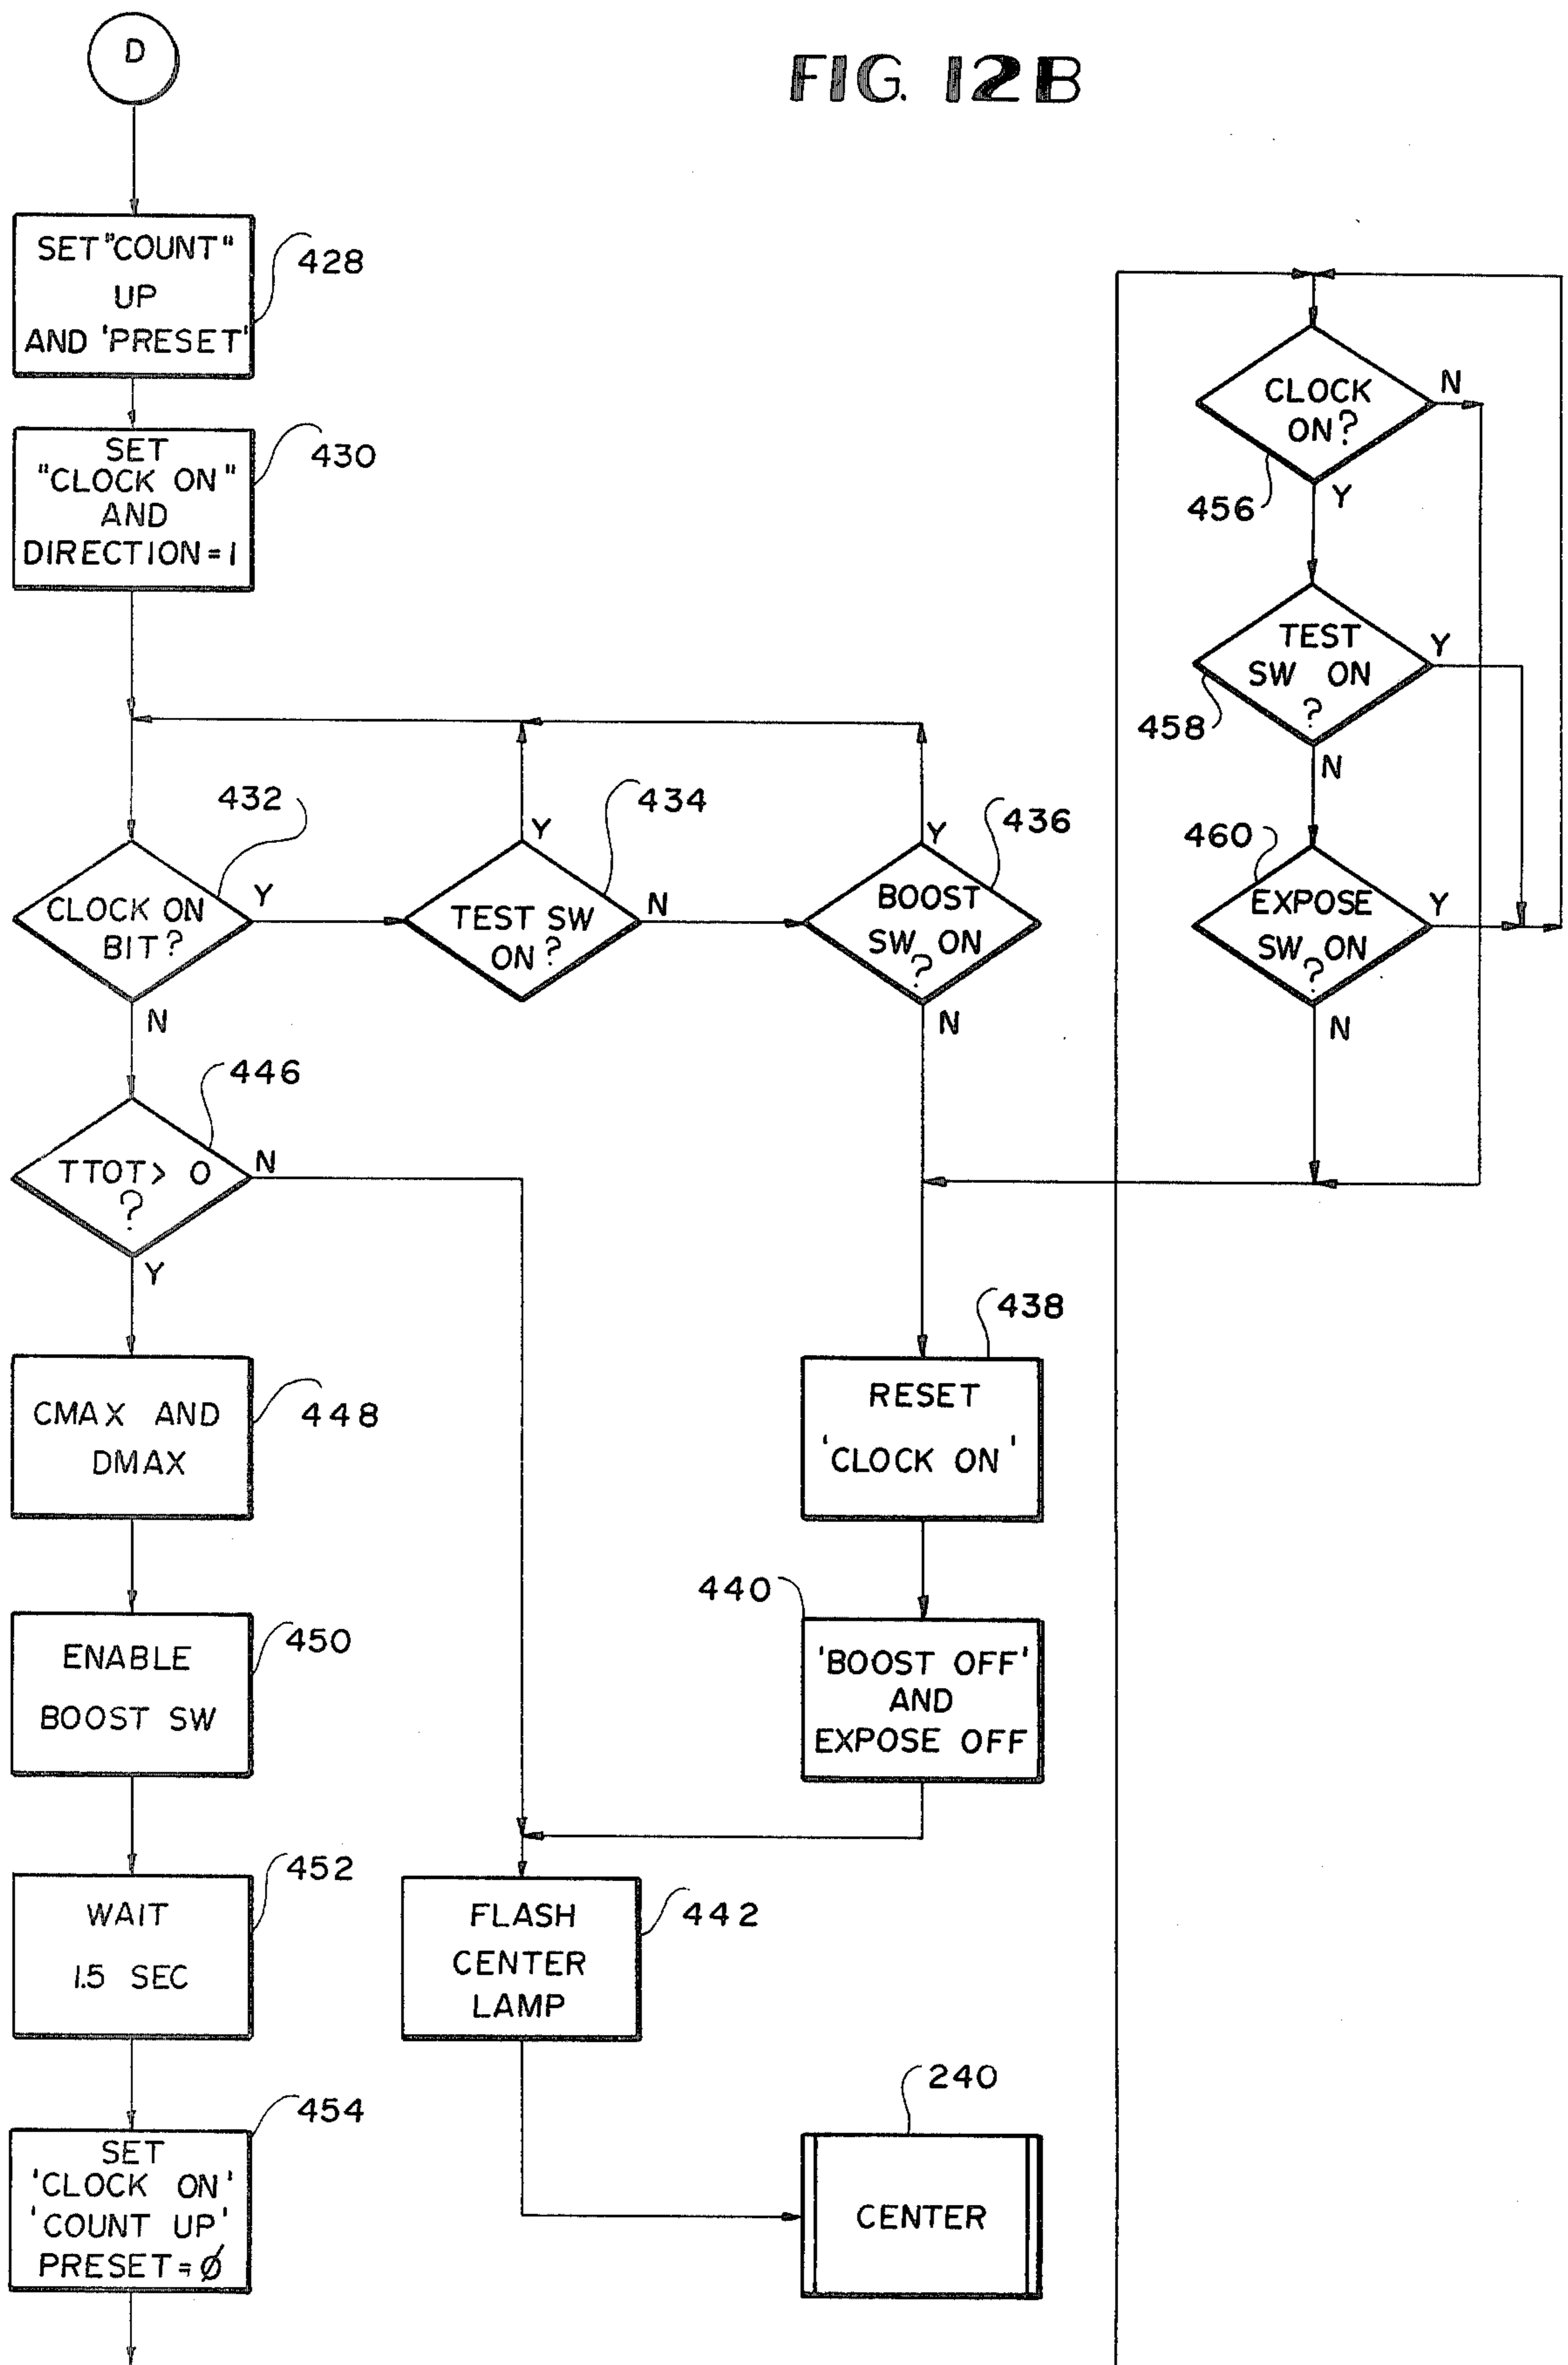 D
FIG. 12B
SET "COUNT"
UP
AND 'PRESET'
428
SET
"CLOCK ON"
AND
DIRECTION = 1
430
CLOCK ON
BIT?
432
Y
N
TEST SW
ON?
434
Y
N
BOOST
SW ON
?
436
Y
N
TTOT > 0
?
446
N
Y
CMAX AND
DMAX
448
ENABLE
BOOST SW
450
WAIT
1.5 SEC
452
SET
'CLOCK ON'
'COUNT UP'
PRESET = Ø
454
CLOCK
ON?
456
N
Y
TEST
SW ON
?
458
Y
N
EXPOSE
SW ON
?
460
Y
N
RESET
'CLOCK ON'
438
'BOOST OFF'
AND
EXPOSE OFF
440
FLASH
CENTER
LAMP
442
CENTER
240